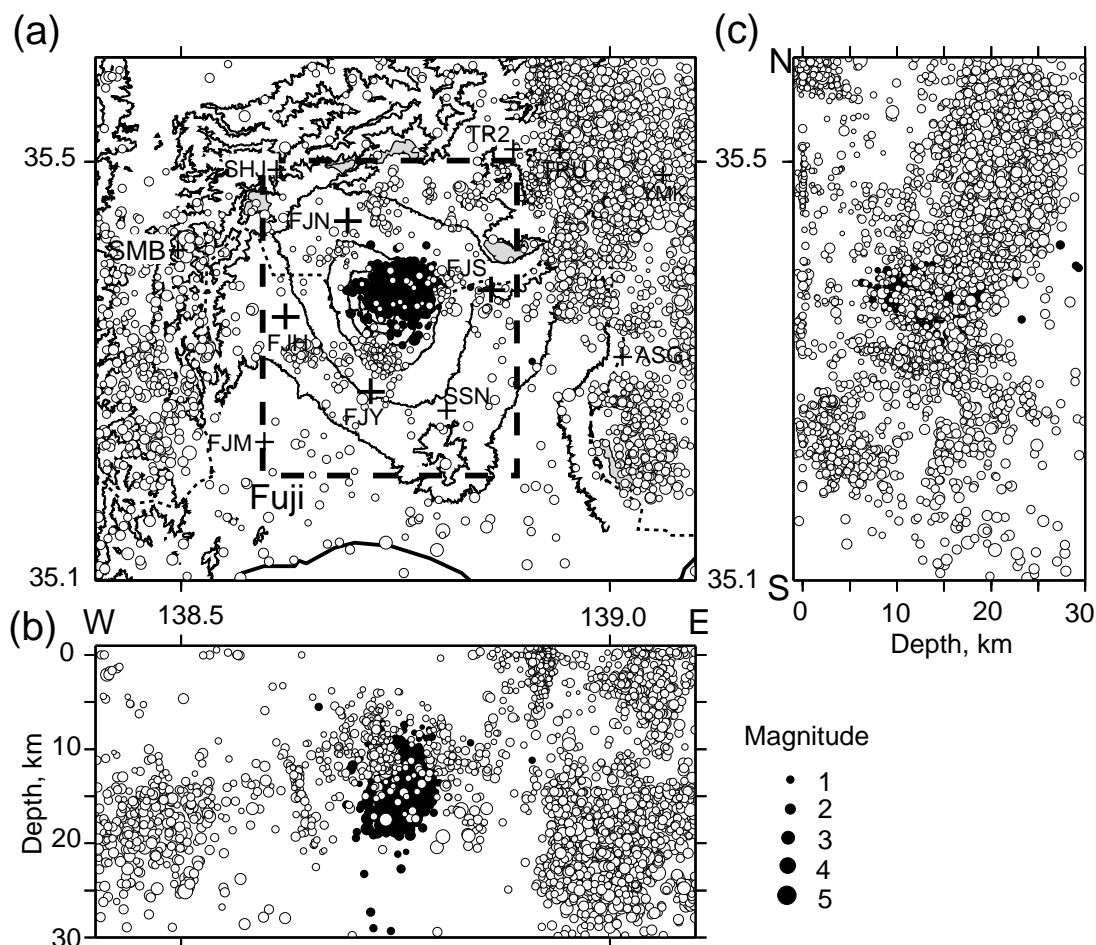 (a)
(c)
N
TR2
35.5
35.5
SHJ
TRU
YMK
FJN
SMB
FJS
FJH
ASG
SSN
FJY
FJM
Fuji
35.1
35.1
S
138.5
139.0
0
10
20
30
(b)
W
E
Depth, km
0
10
20
30
Depth, km
Magnitude
1
2
3
4
5